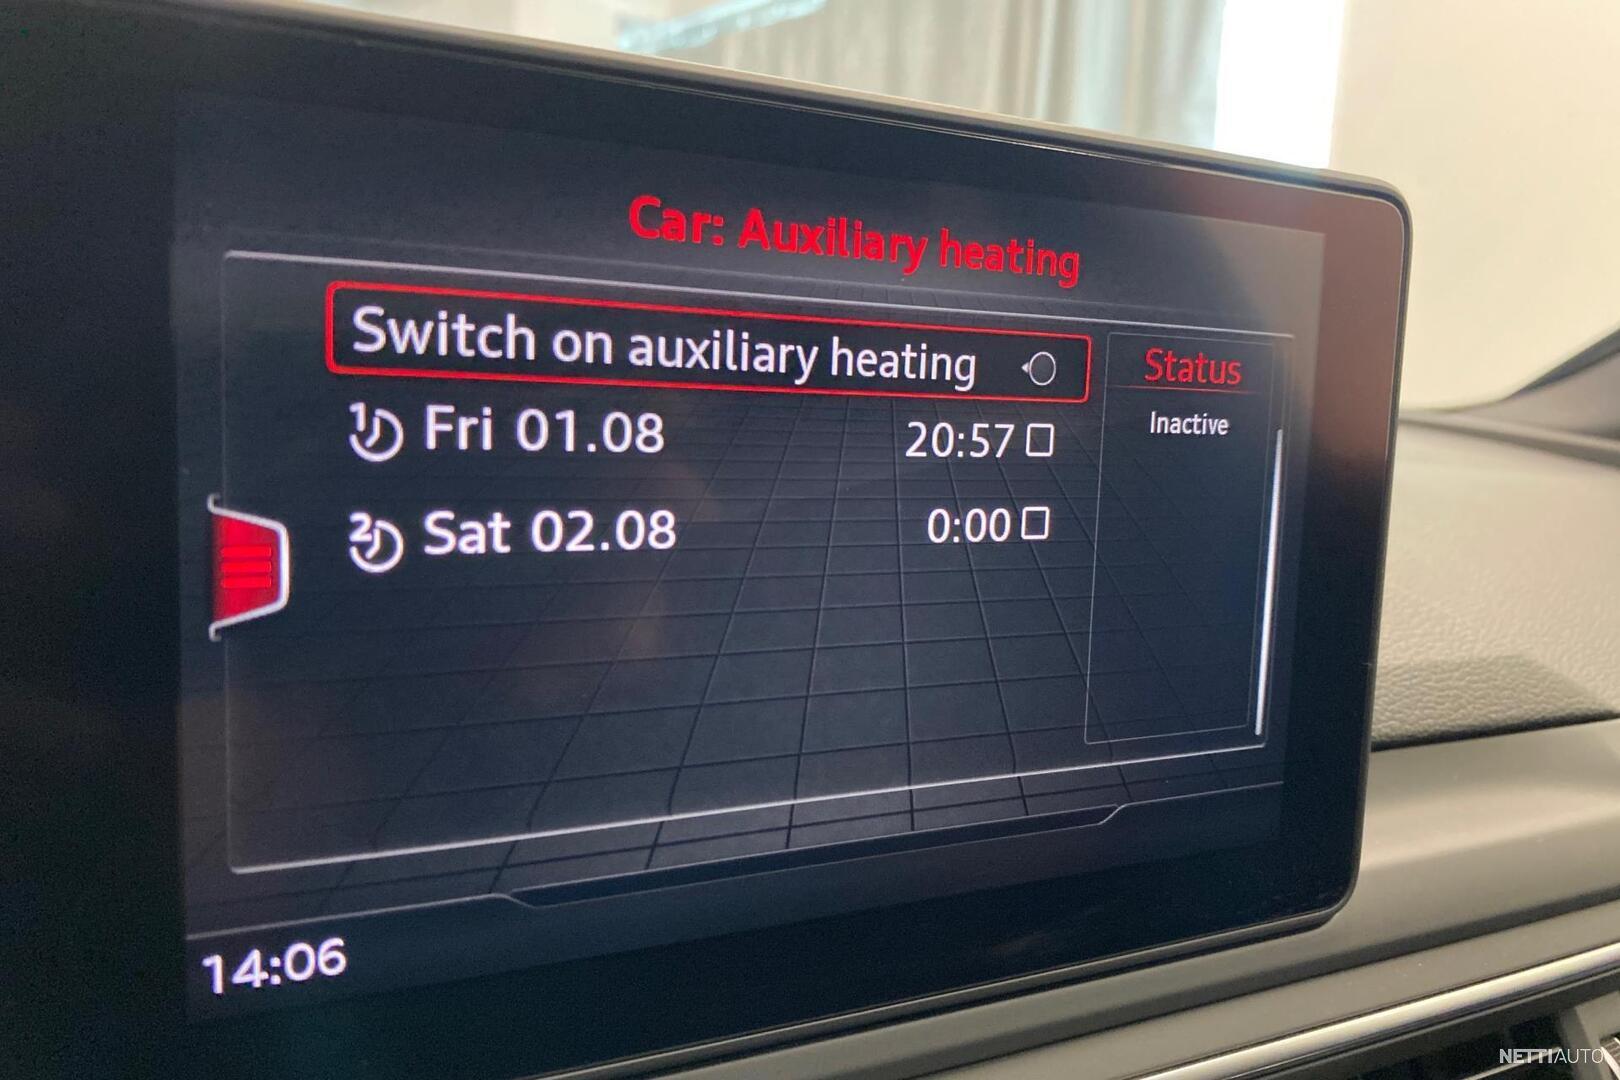 Car: Auxiliary heating
Switch on auxiliary heating
Status
Inactive
1 Fri 01.08 20:57
2 Sat 02.08 0:00
14:06
NETTIAUTO